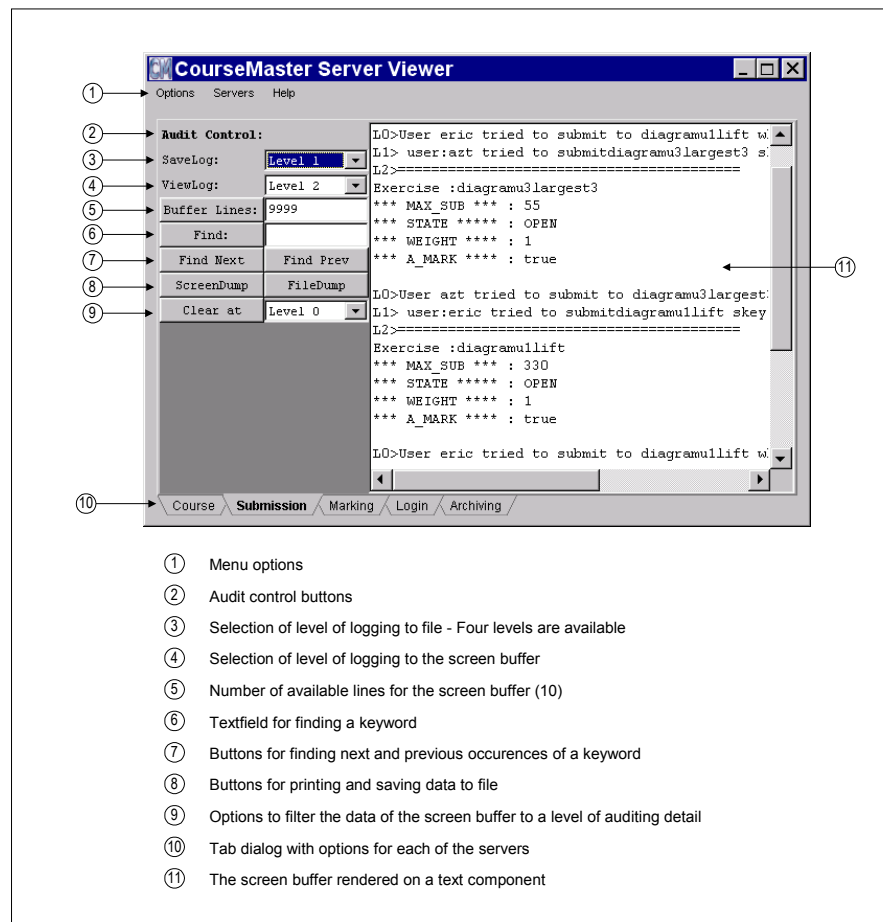 CM CourseMaster Server Viewer
① Options Servers Help
② Audit Control:
③ SaveLog: Level 1
④ ViewLog: Level 2
⑤ Buffer Lines: 9999
⑥ Find:
⑦ Find Next Find Prev
⑧ ScreenDump FileDump
⑨ Clear at Level 0
L0>User eric tried to submit to diagramu1lift w
L1> user:azt tried to submitdiagramu3largest3 s
L2>========================================
Exercise :diagramu3largest3
*** MAX_SUB *** : 55
*** STATE ***** : OPEN
*** WEIGHT **** : 1
*** A_MARK **** : true
⑪
L0>User azt tried to submit to diagramu3largest
L1> user:eric tried to submitdiagramu1lift skey
L2>========================================
Exercise :diagramu1lift
*** MAX_SUB *** : 330
*** STATE ***** : OPEN
*** WEIGHT **** : 1
*** A_MARK **** : true
L0>User eric tried to submit to diagramu1lift w
⑩ Course Submission Marking Login Archiving
① Menu options
② Audit control buttons
③ Selection of level of logging to file - Four levels are available
④ Selection of level of logging to the screen buffer
⑤ Number of available lines for the screen buffer (10)
⑥ Textfield for finding a keyword
⑦ Buttons for finding next and previous occurences of a keyword
⑧ Buttons for printing and saving data to file
⑨ Options to filter the data of the screen buffer to a level of auditing detail
⑩ Tab dialog with options for each of the servers
⑪ The screen buffer rendered on a text component